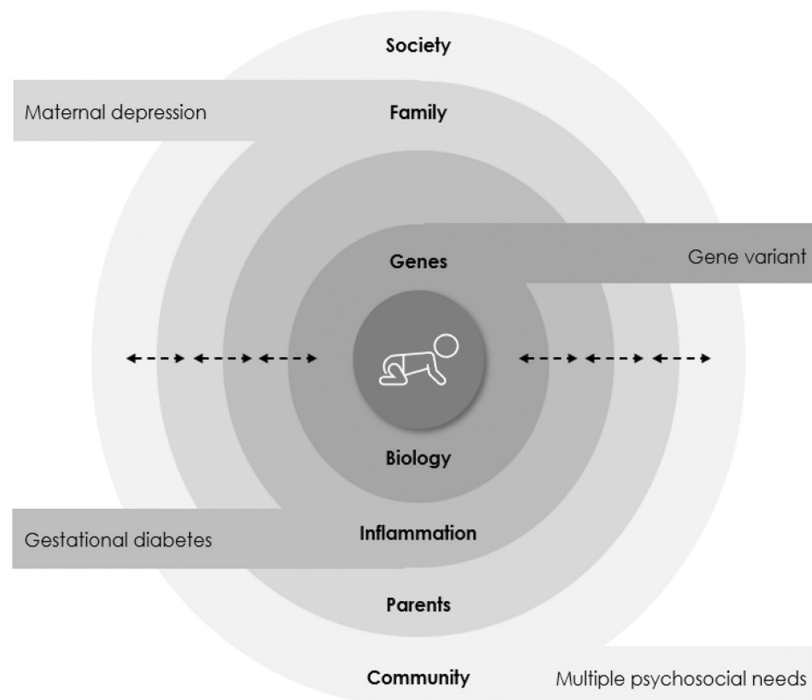 Society
Maternal depression
Family
Genes
Gene variant
Biology
Inflammation
Gestational diabetes
Parents
Community
Multiple psychosocial needs